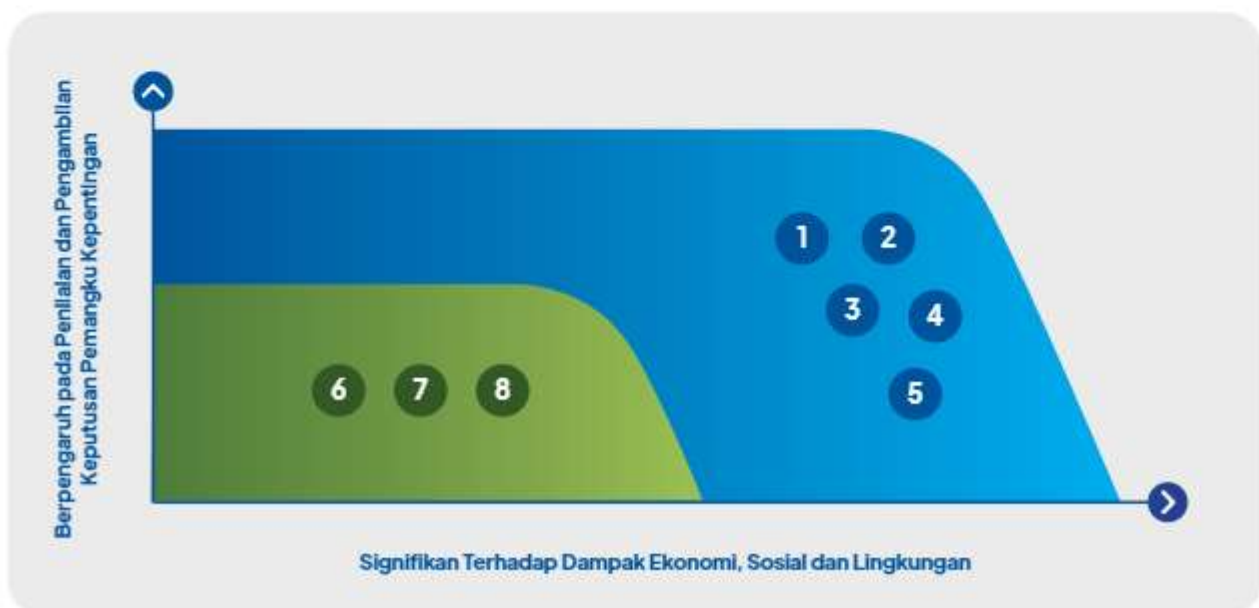 Berpengaruh pada Penilaian dan Pengambilan
Keputusan Pemangku Kepentingan
1
2
3
4
5
6
7
8
Signifikan Terhadap Dampak Ekonomi, Sosial dan Lingkungan